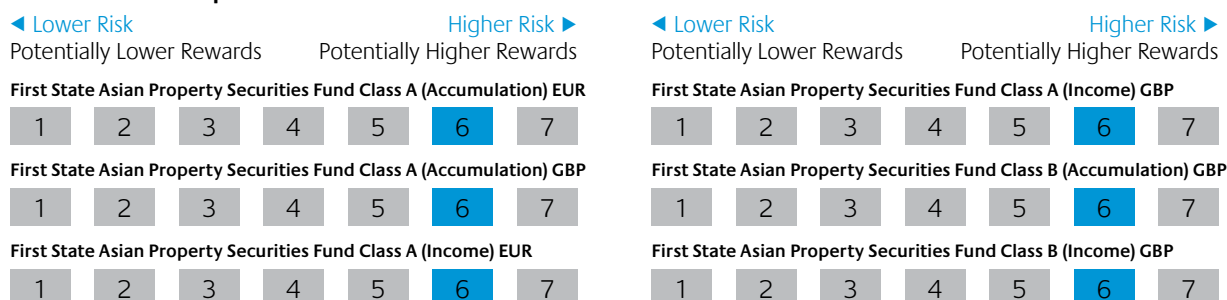 ◄ Lower Risk Higher Risk ►
Potentially Lower Rewards Potentially Higher Rewards
First State Asian Property Securities Fund Class A (Accumulation) EUR
1 2 3 4 5 6 7
First State Asian Property Securities Fund Class A (Accumulation) GBP
1 2 3 4 5 6 7
First State Asian Property Securities Fund Class A (Income) EUR
1 2 3 4 5 6 7
◄ Lower Risk Higher Risk ►
Potentially Lower Rewards Potentially Higher Rewards
First State Asian Property Securities Fund Class A (Income) GBP
1 2 3 4 5 6 7
First State Asian Property Securities Fund Class B (Accumulation) GBP
1 2 3 4 5 6 7
First State Asian Property Securities Fund Class B (Income) GBP
1 2 3 4 5 6 7